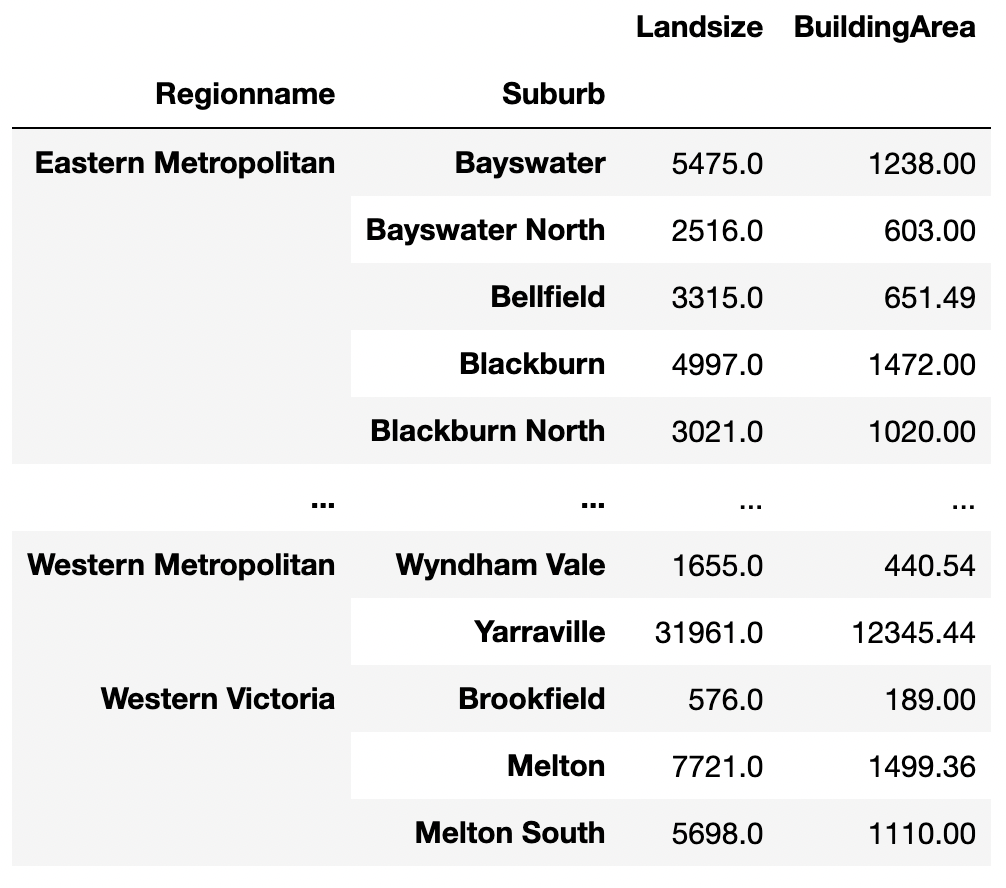 Landsize BuildingArea
Regionname Suburb
Eastern Metropolitan Bayswater 5475.0 1238.00
Bayswater North 2516.0 603.00
Bellfield 3315.0 651.49
Blackburn 4997.0 1472.00
Blackburn North 3021.0 1020.00
... ... ... ...
Western Metropolitan Wyndham Vale 1655.0 440.54
Yarraville 31961.0 12345.44
Western Victoria Brookfield 576.0 189.00
Melton 7721.0 1499.36
Melton South 5698.0 1110.00